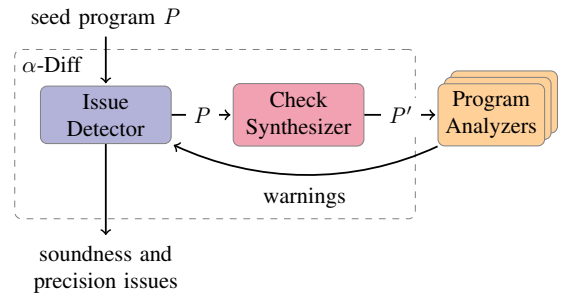 seed program P
α-Diff
Issue
Detector
P
Check
Synthesizer
P′
Program
Analyzers
warnings
soundness and
precision issues